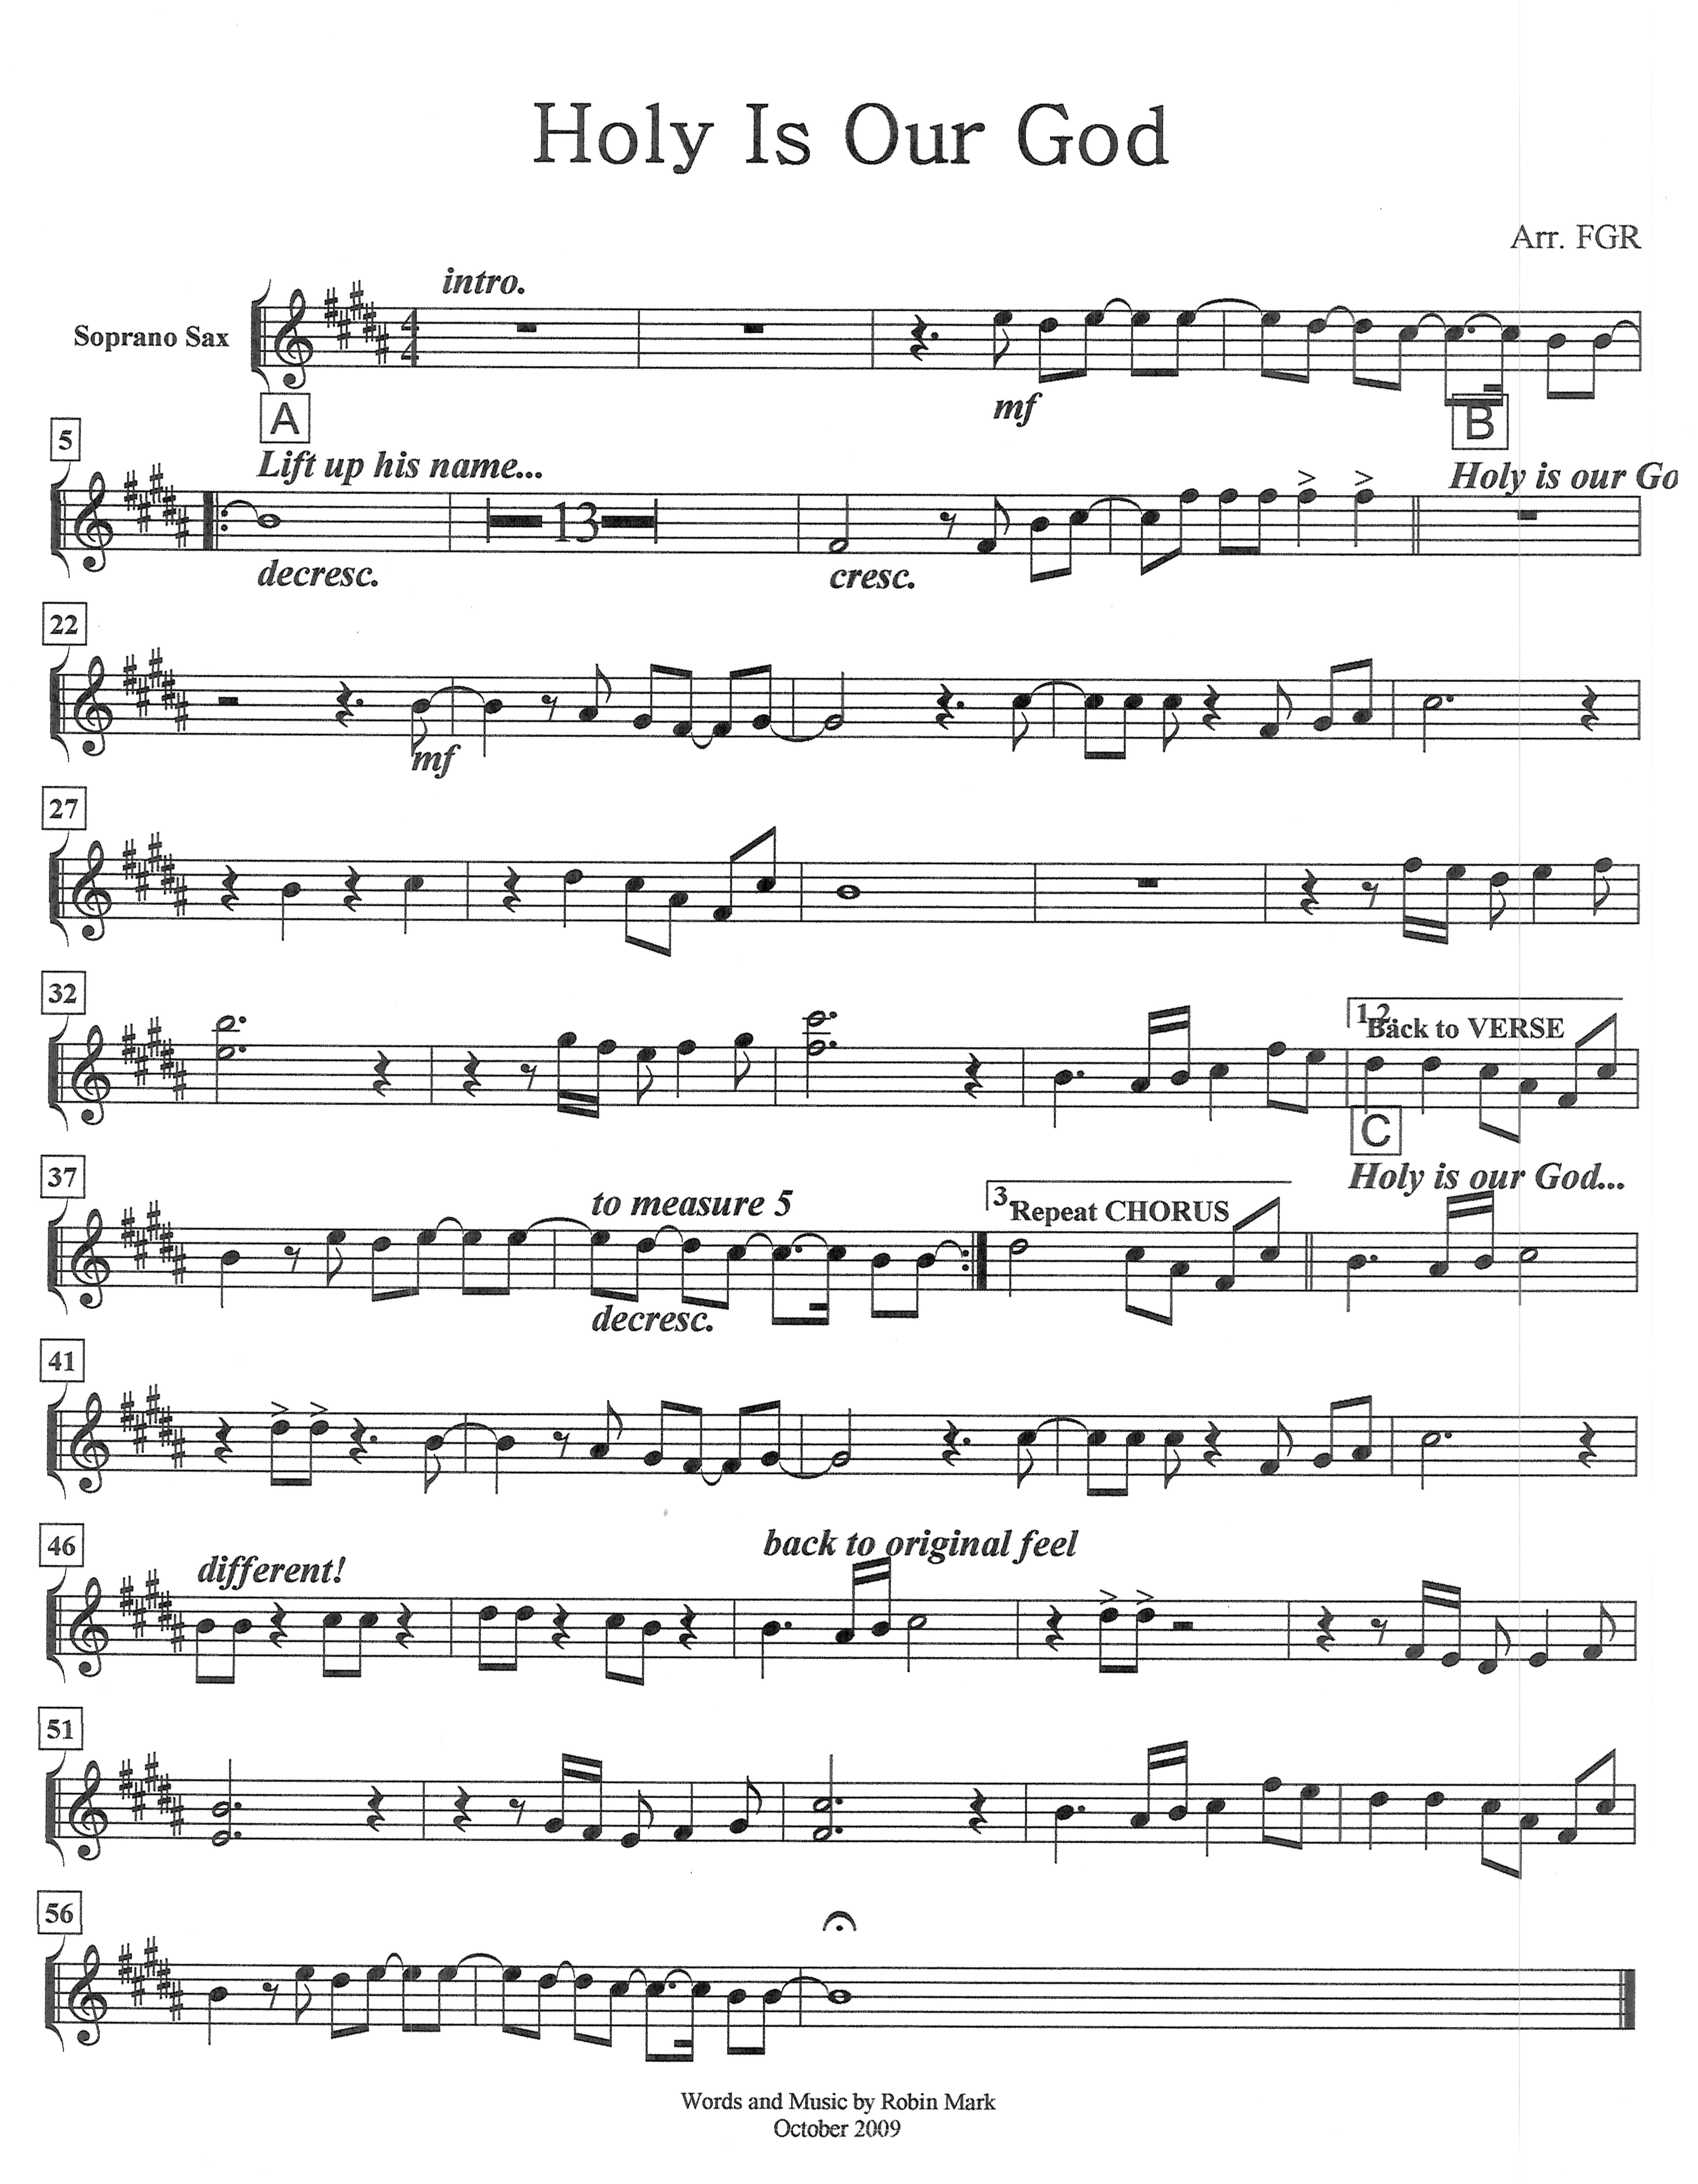 Holy Is Our God
Arr. FGR
intro.
Soprano Sax
4
4
mf
A
B
5
Lift up his name...
Holy is our Go
13
decresc.
cresc.
22
mf
27
32
1,2.
Back to VERSE
C
37
to measure 5
3.
Repeat CHORUS
Holy is our God...
decresc.
41
46
different!
back to original feel
51
56
Words and Music by Robin Mark
October 2009